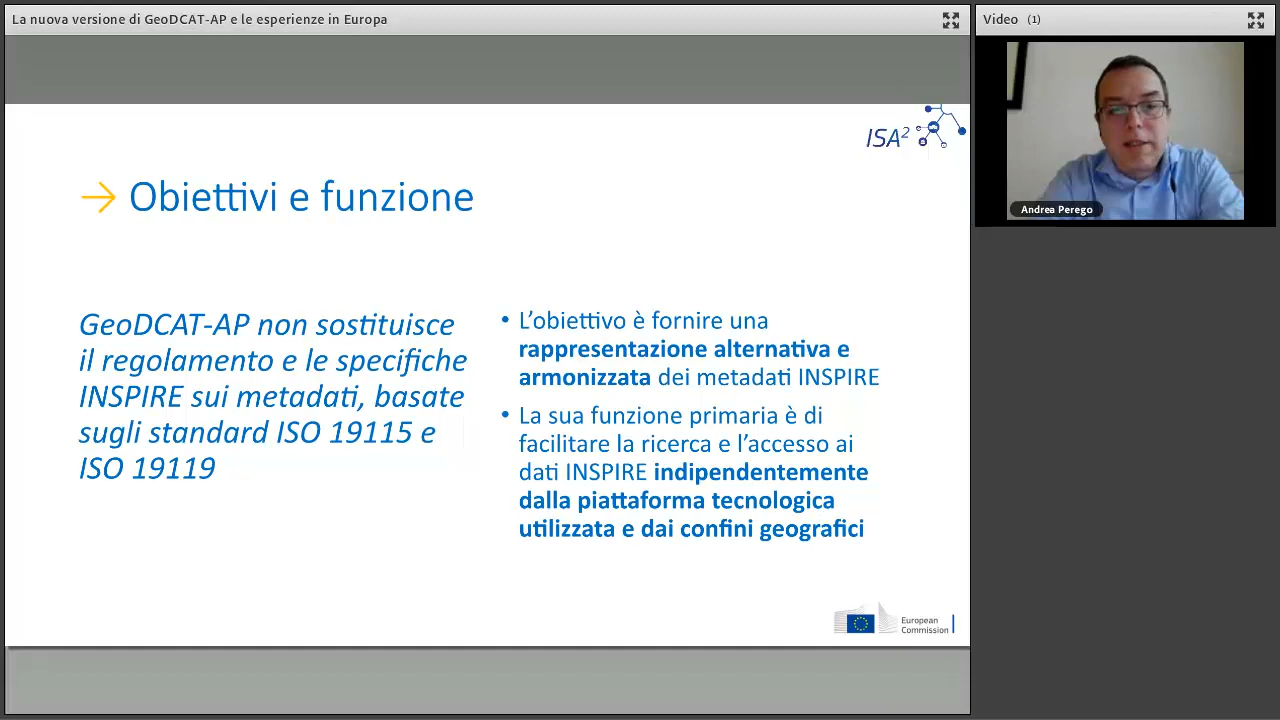 La nuova versione di GeoDCAT-AP e le esperienze in Europa
Video (1)
Andrea Perego
ISA²
→ Obiettivi e funzione
GeoDCAT-AP non sostituisce
il regolamento e le specifiche
INSPIRE sui metadati, basate
sugli standard ISO 19115 e
ISO 19119
• L’obiettivo è fornire una
rappresentazione alternativa e
armonizzata dei metadati INSPIRE
• La sua funzione primaria è di
facilitare la ricerca e l’accesso ai
dati INSPIRE indipendentemente
dalla piattaforma tecnologica
utilizzata e dai confini geografici
European
Commission